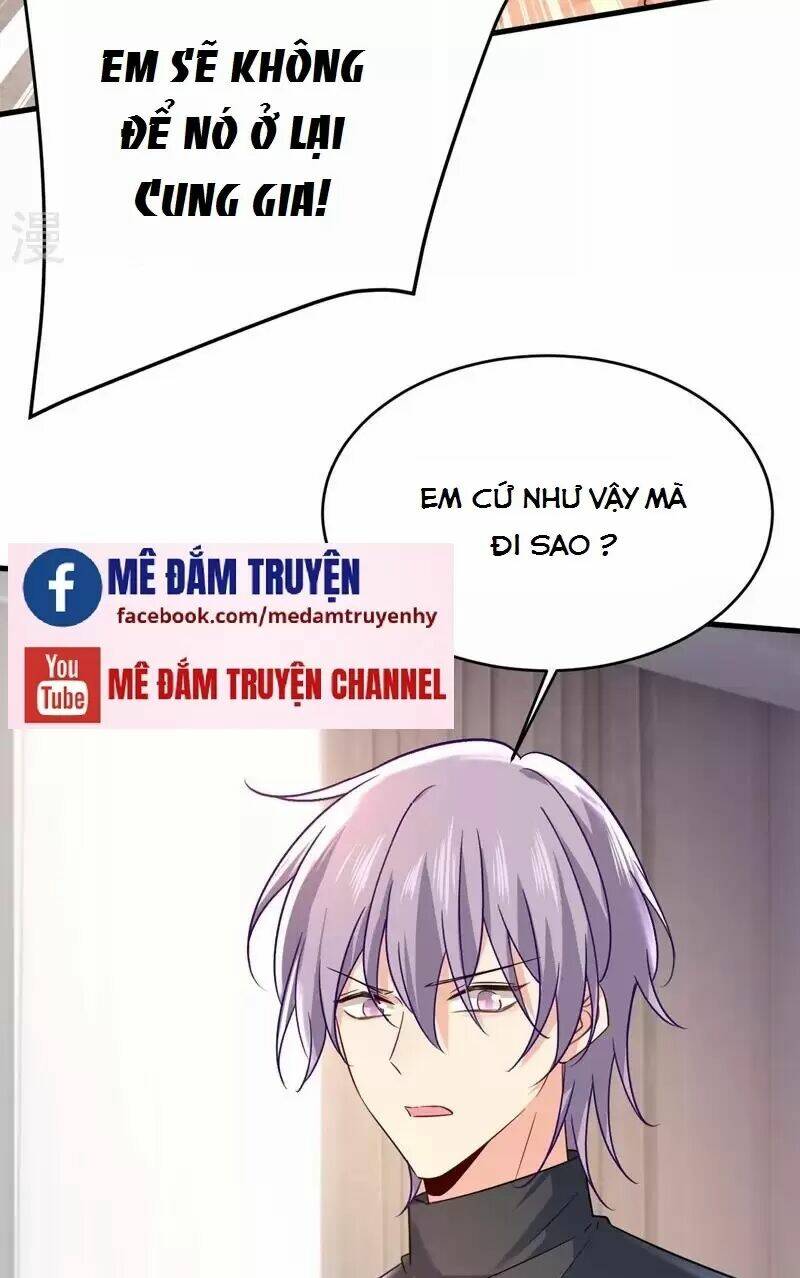 EM SẼ KHÔNG
ĐỂ NÓ Ở LẠI
CUNG GIA!
漫
EM CỨ NHƯ VẬY MÀ
ĐI SAO ?
f MÊ ĐẮM TRUYỆN
facebook.com/medamtruyenhy
You
Tube
MÊ ĐẮM TRUYỆN CHANNEL